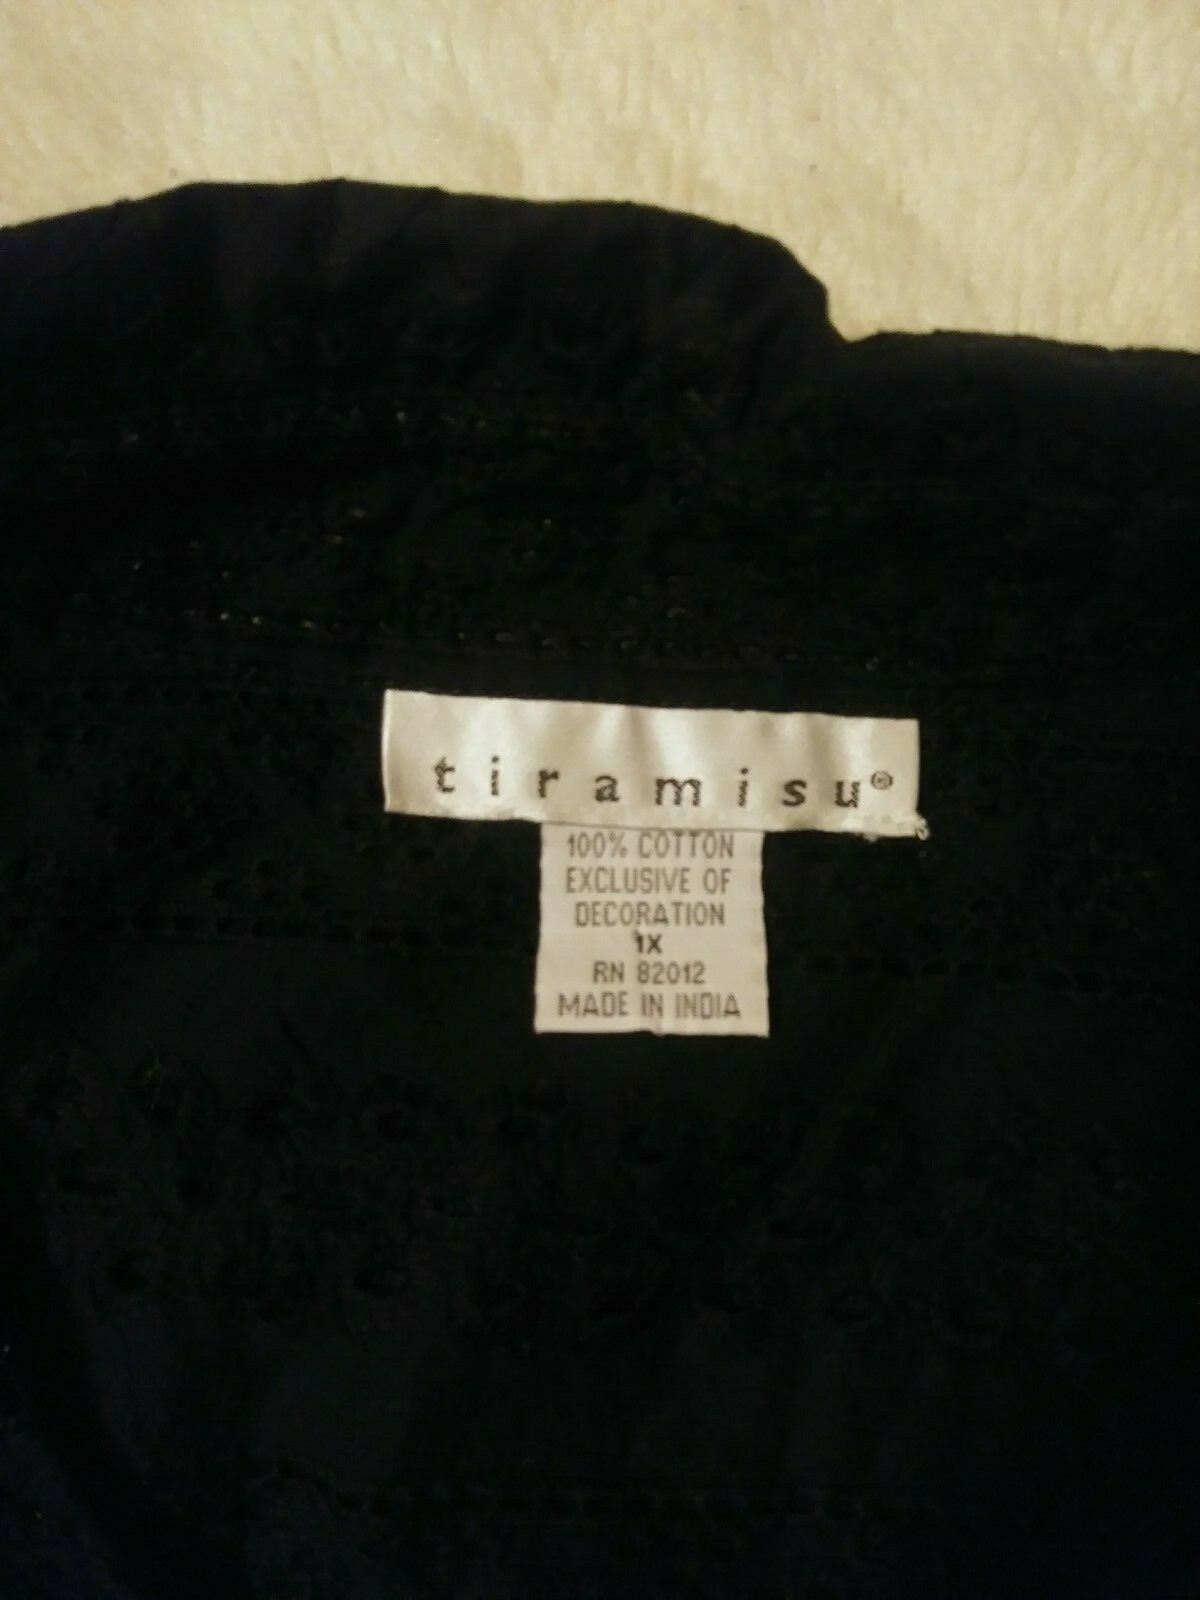 tiramisu®
100% COTTON
EXCLUSIVE OF
DECORATION
1X
RN 82012
MADE IN INDIA